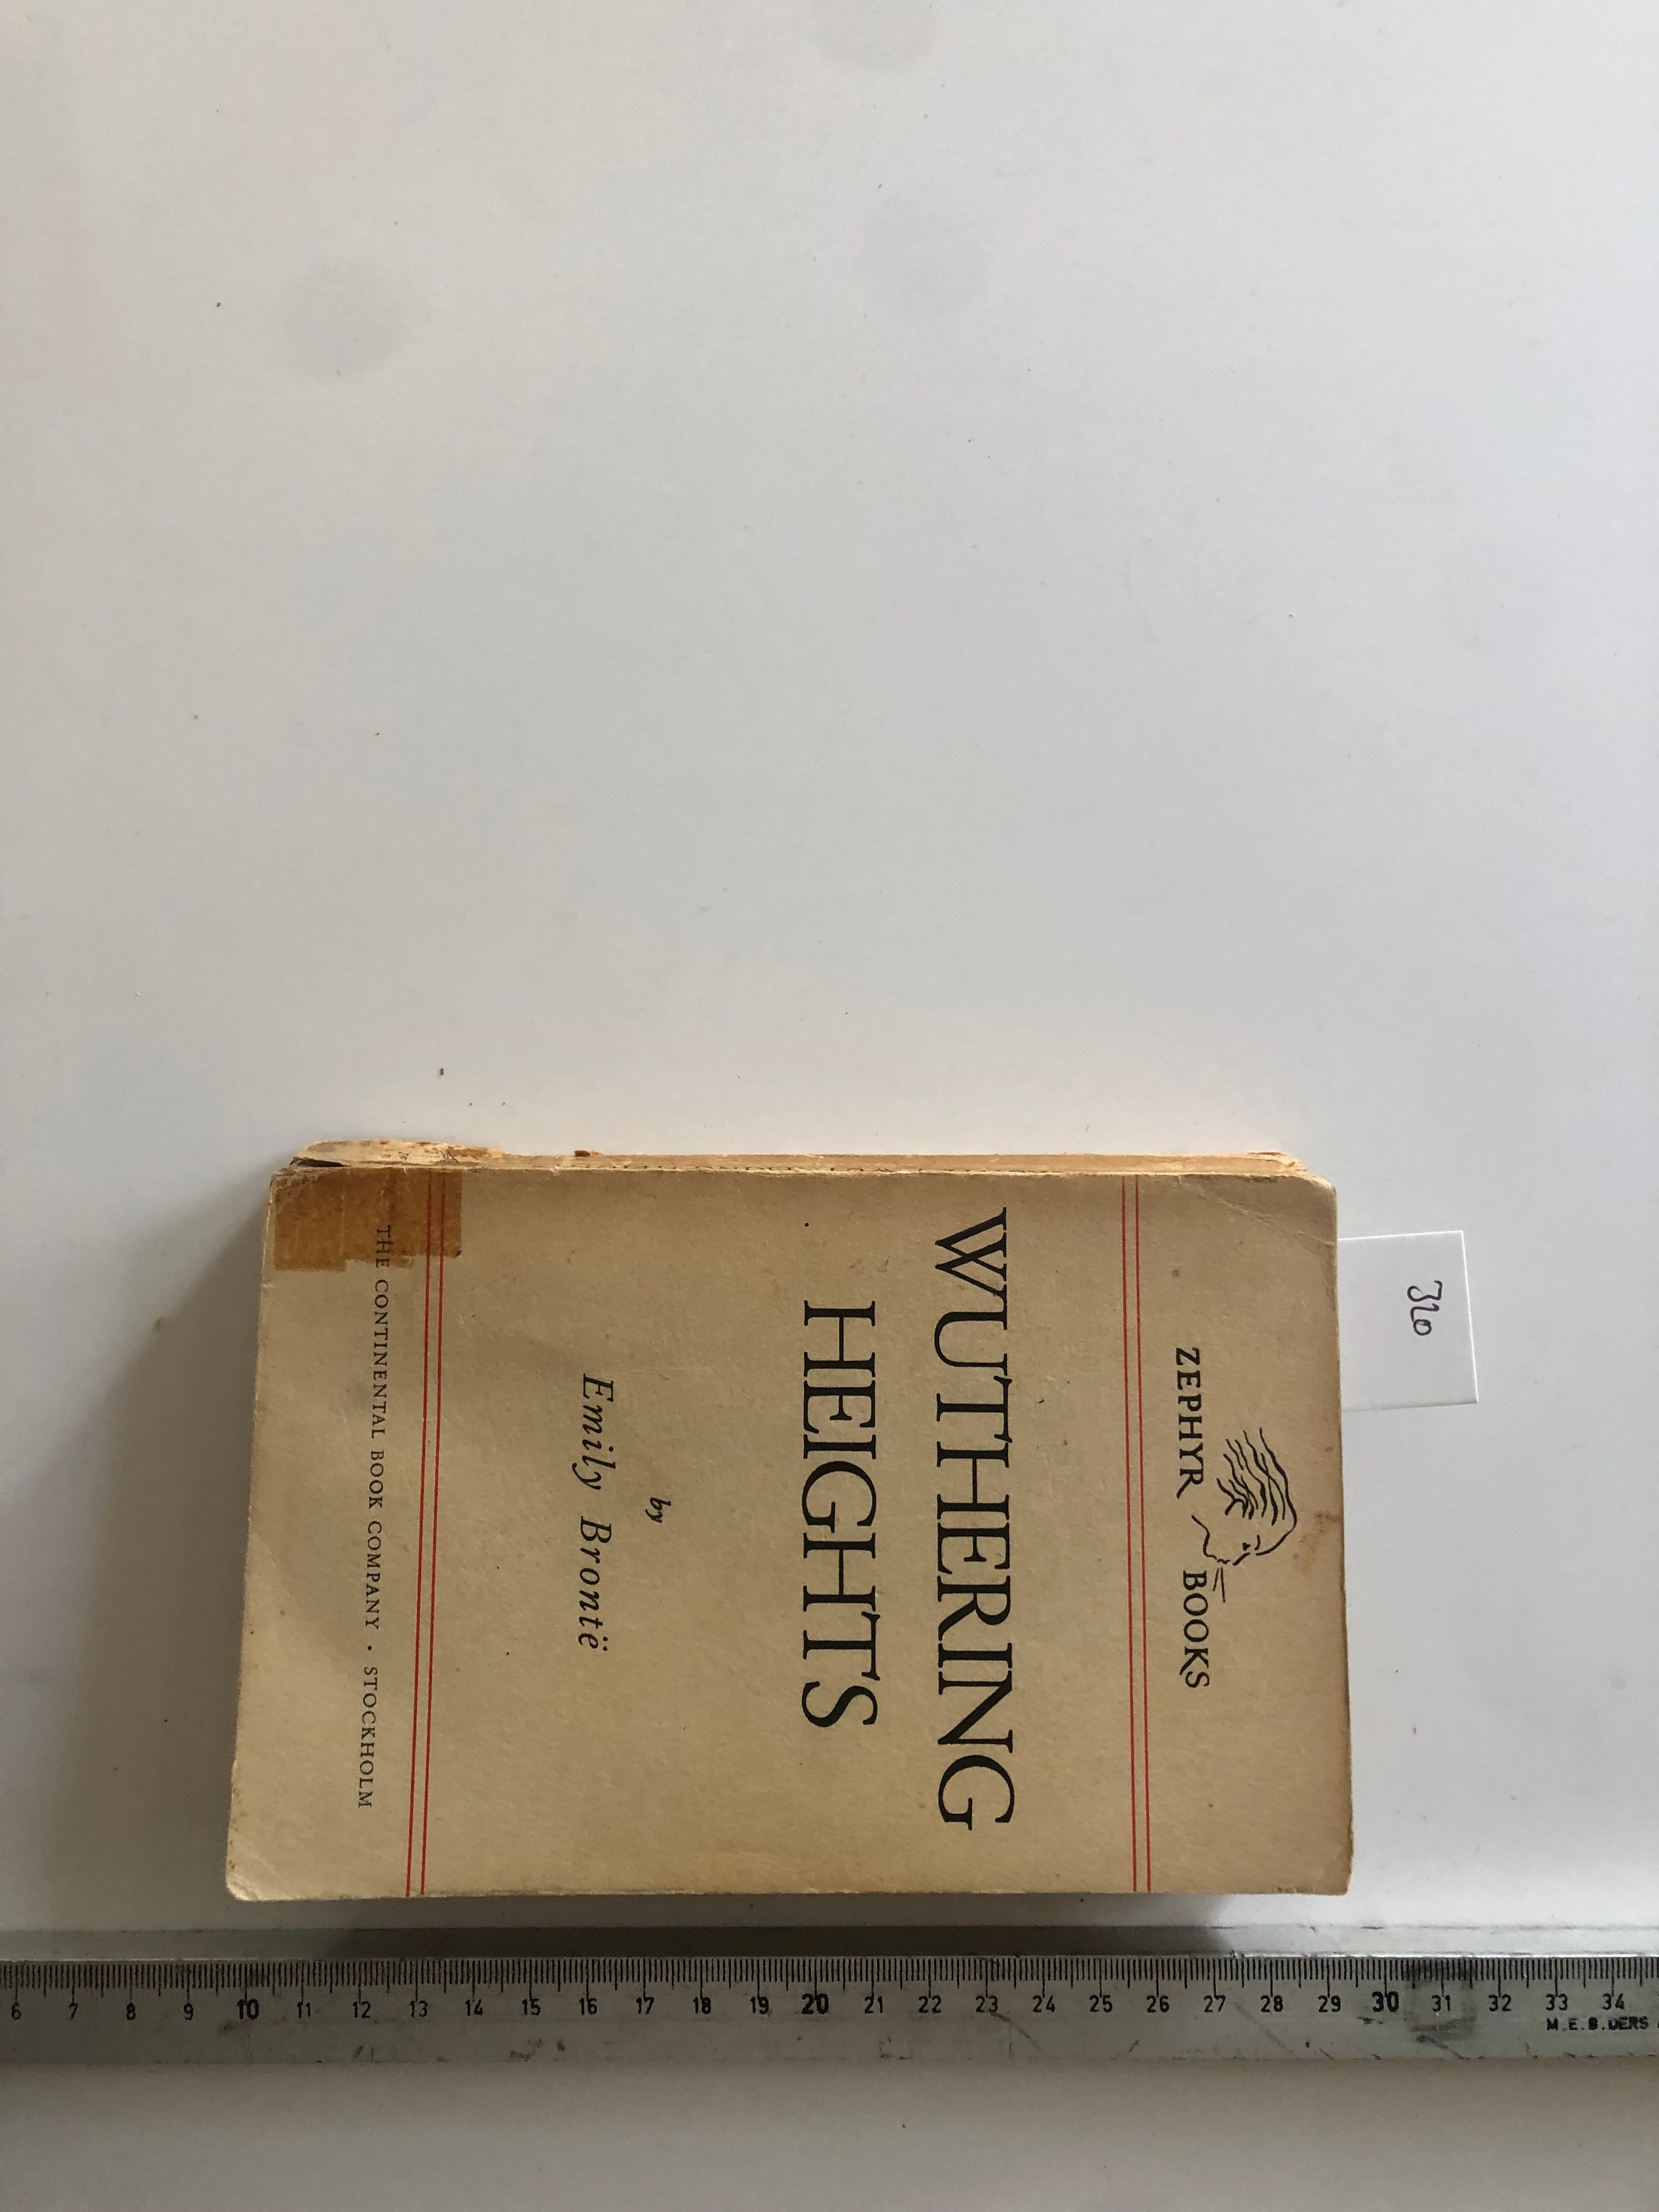 320
ZEPHYR BOOKS
WUTHERING
HEIGHTS
by
Emily Brontë
THE CONTINENTAL BOOK COMPANY · STOCKHOLM
6 7 8 9 10 11 12 13 14 15 16 17 18 19 20 21 22 23 24 25 26 27 28 29 30 31 32 33 34